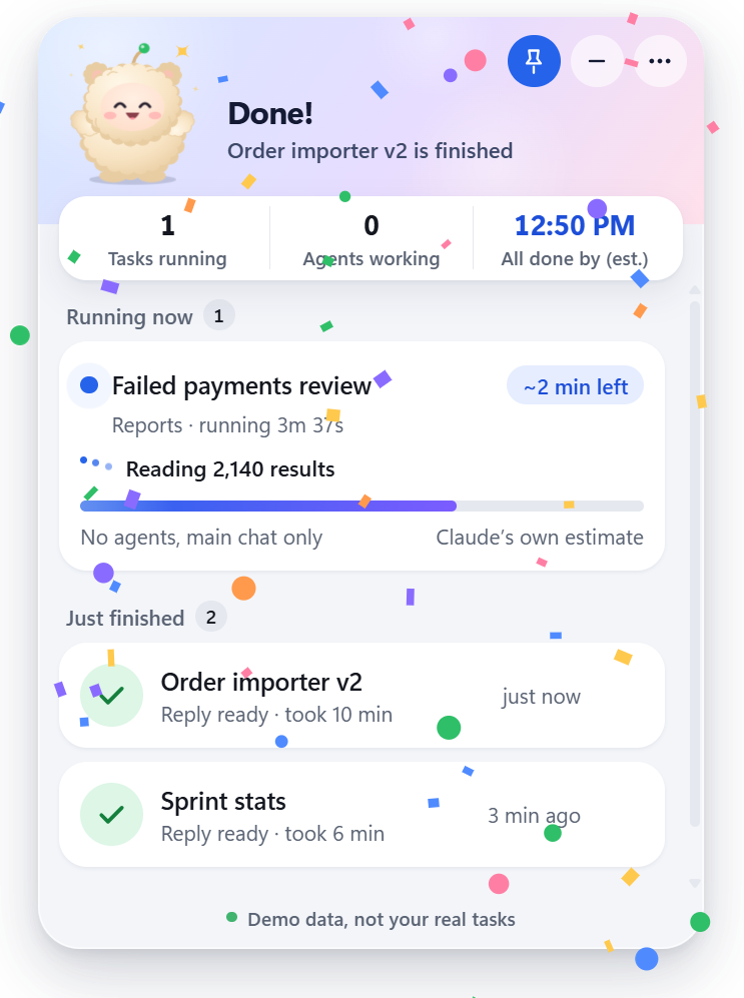 Done!
Order importer v2 is finished
1
Tasks running
0
Agents working
12:50 PM
All done by (est.)
Running now 1
Failed payments review
~2 min left
Reports · running 3m 37s
Reading 2,140 results
No agents, main chat only
Claude’s own estimate
Just finished 2
Order importer v2
just now
Reply ready · took 10 min
Sprint stats
3 min ago
Reply ready · took 6 min
Demo data, not your real tasks